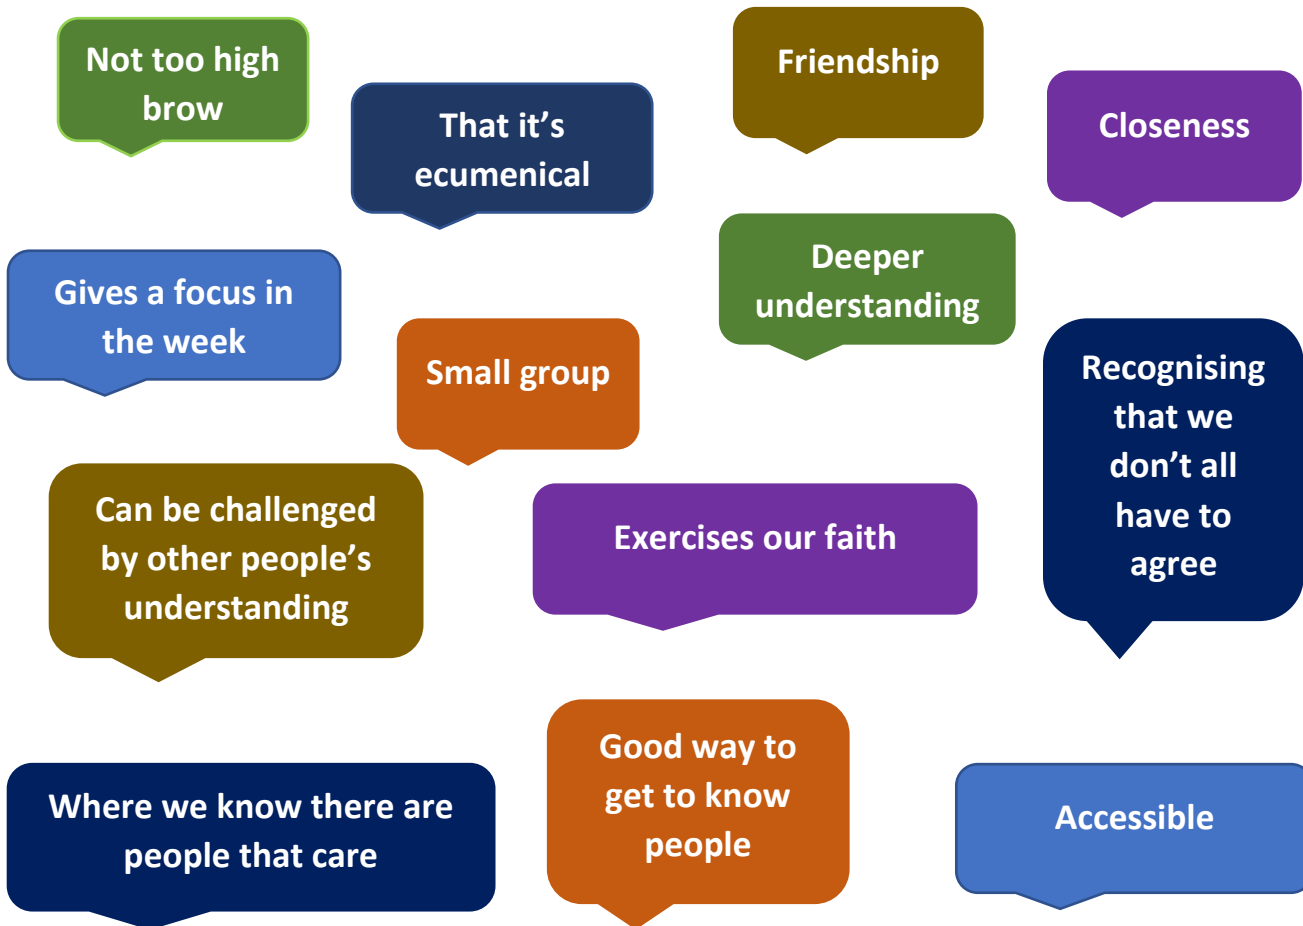 Not too high
brow
That it’s
ecumenical
Friendship
Closeness
Gives a focus in
the week
Small group
Deeper
understanding
Recognising
that we
don’t all
have to
agree
Can be challenged
by other people’s
understanding
Exercises our faith
Where we know there are
people that care
Good way to
get to know
people
Accessible